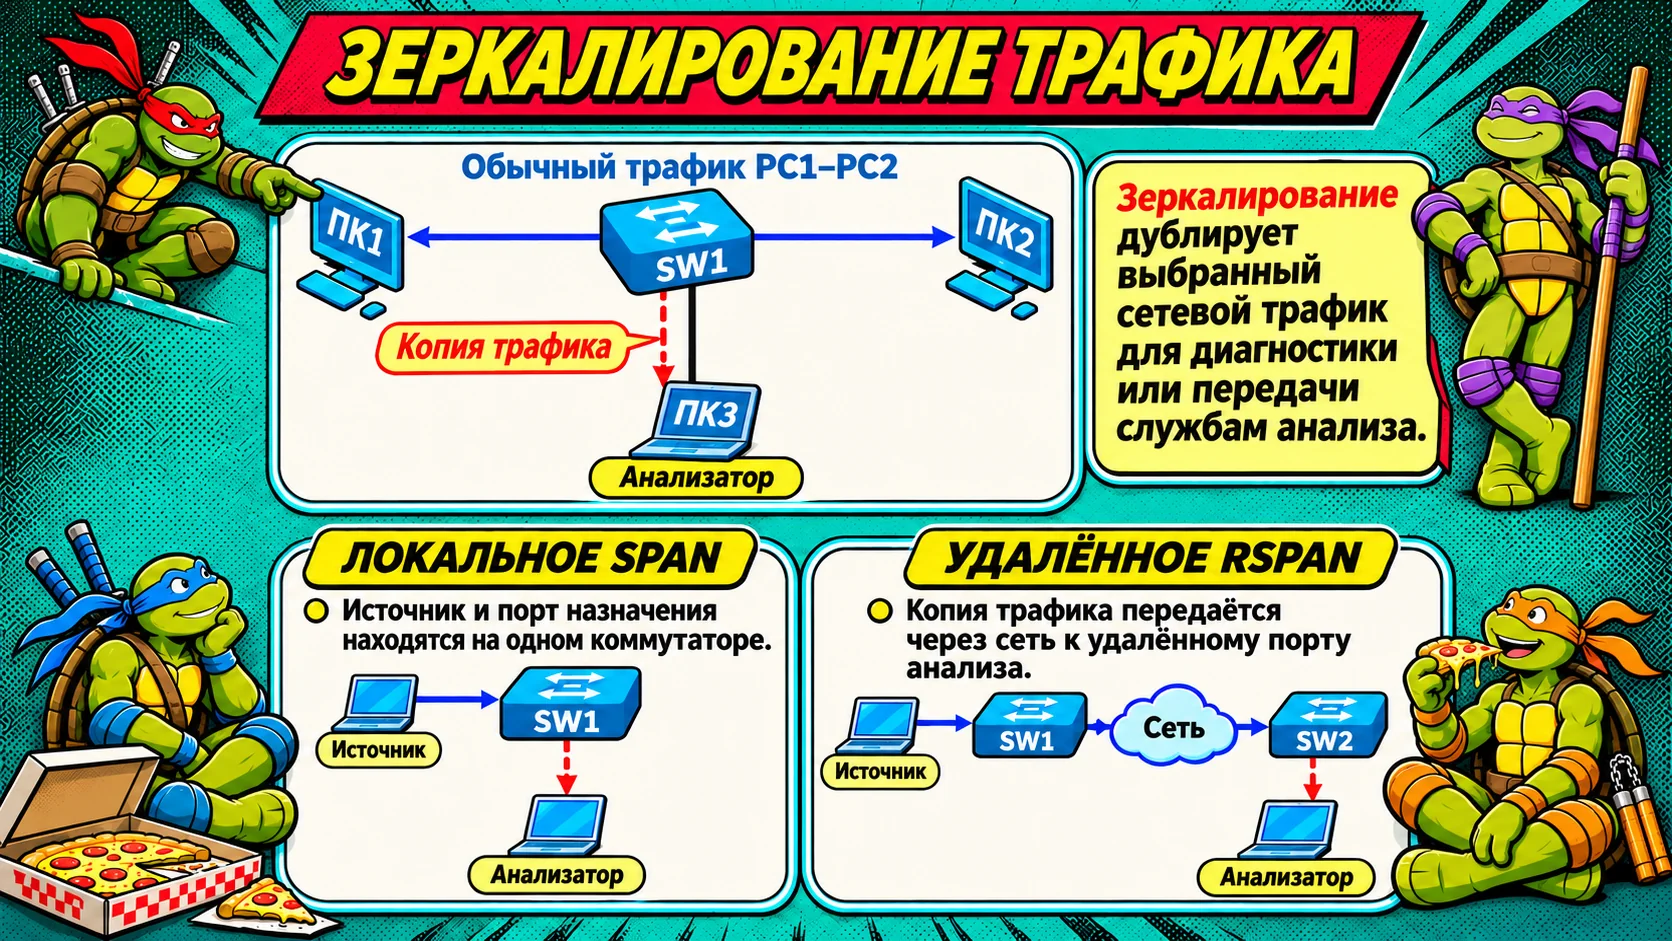 ЗЕРКАЛИРОВАНИЕ ТРАФИКА
Обычный трафик PC1–PC2
ПК1
SW1
ПК2
Копия трафика
ПК3
Анализатор
Зеркалирование
дублирует
выбранный
сетевой трафик
для диагностики
или передачи
службам анализа.
ЛОКАЛЬНОЕ SPAN
Источник и порт назначения
находятся на одном коммутаторе.
SW1
Источник
Анализатор
УДАЛЁННОЕ RSPAN
Копия трафика передаётся
через сеть к удалённому порту
анализа.
SW1
Сеть
SW2
Источник
Анализатор